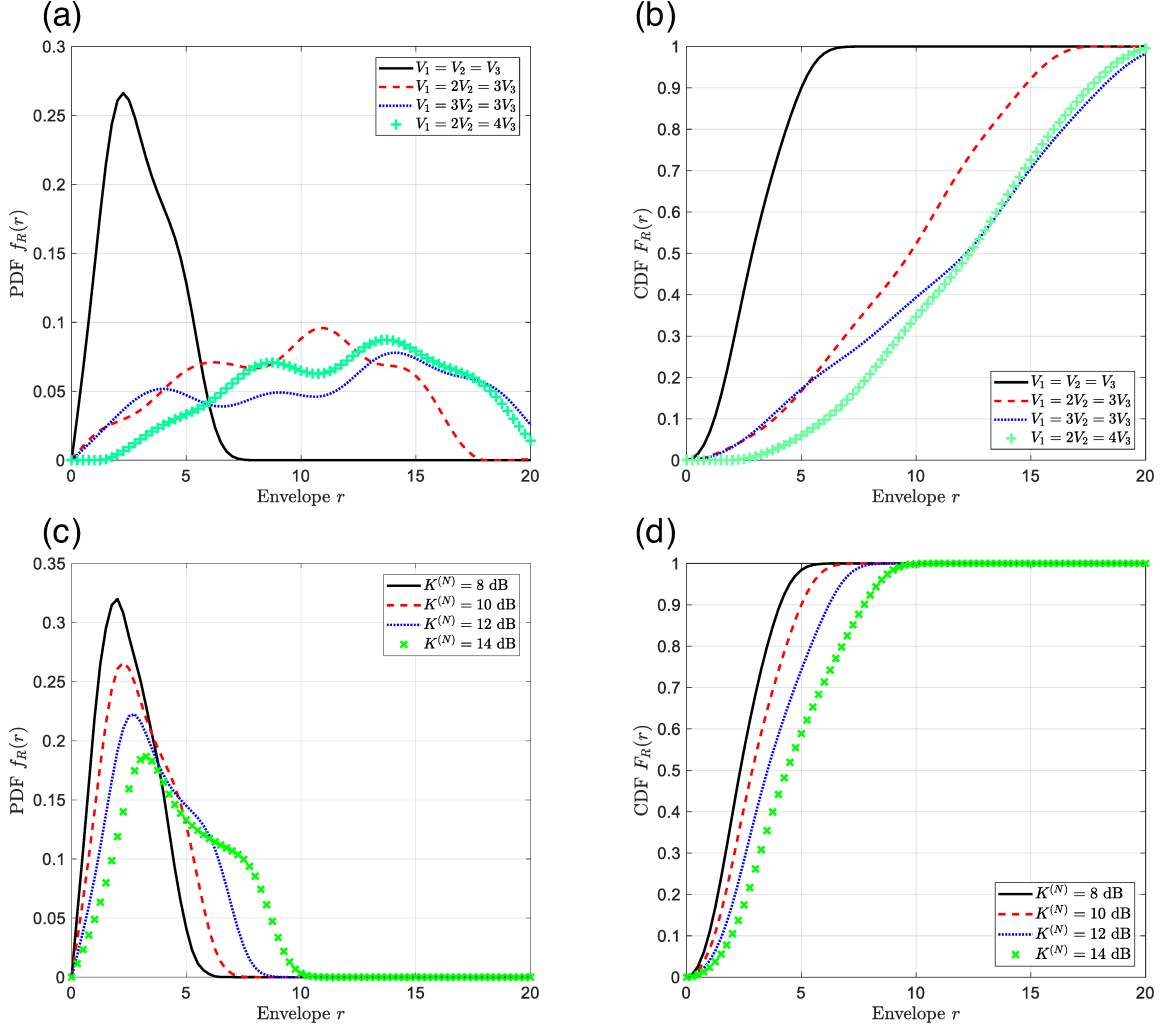 (a)
0.3
0.25
0.2
0.15
0.1
0.05
0
PDF f_R(r)
V_1 = V_2 = V_3
V_1 = 2V_2 = 3V_3
V_1 = 3V_2 = 3V_3
V_1 = 2V_2 = 4V_3
0 5 10 15 20
Envelope r
(b)
1
0.9
0.8
0.7
0.6
0.5
0.4
0.3
0.2
0.1
0
CDF F_R(r)
V_1 = V_2 = V_3
V_1 = 2V_2 = 3V_3
V_1 = 3V_2 = 3V_3
V_1 = 2V_2 = 4V_3
0 5 10 15 20
Envelope r
(c)
0.35
0.3
0.25
0.2
0.15
0.1
0.05
0
PDF f_R(r)
K^(N) = 8 dB
K^(N) = 10 dB
K^(N) = 12 dB
K^(N) = 14 dB
0 5 10 15 20
Envelope r
(d)
1
0.9
0.8
0.7
0.6
0.5
0.4
0.3
0.2
0.1
0
CDF F_R(r)
K^(N) = 8 dB
K^(N) = 10 dB
K^(N) = 12 dB
K^(N) = 14 dB
0 5 10 15 20
Envelope r